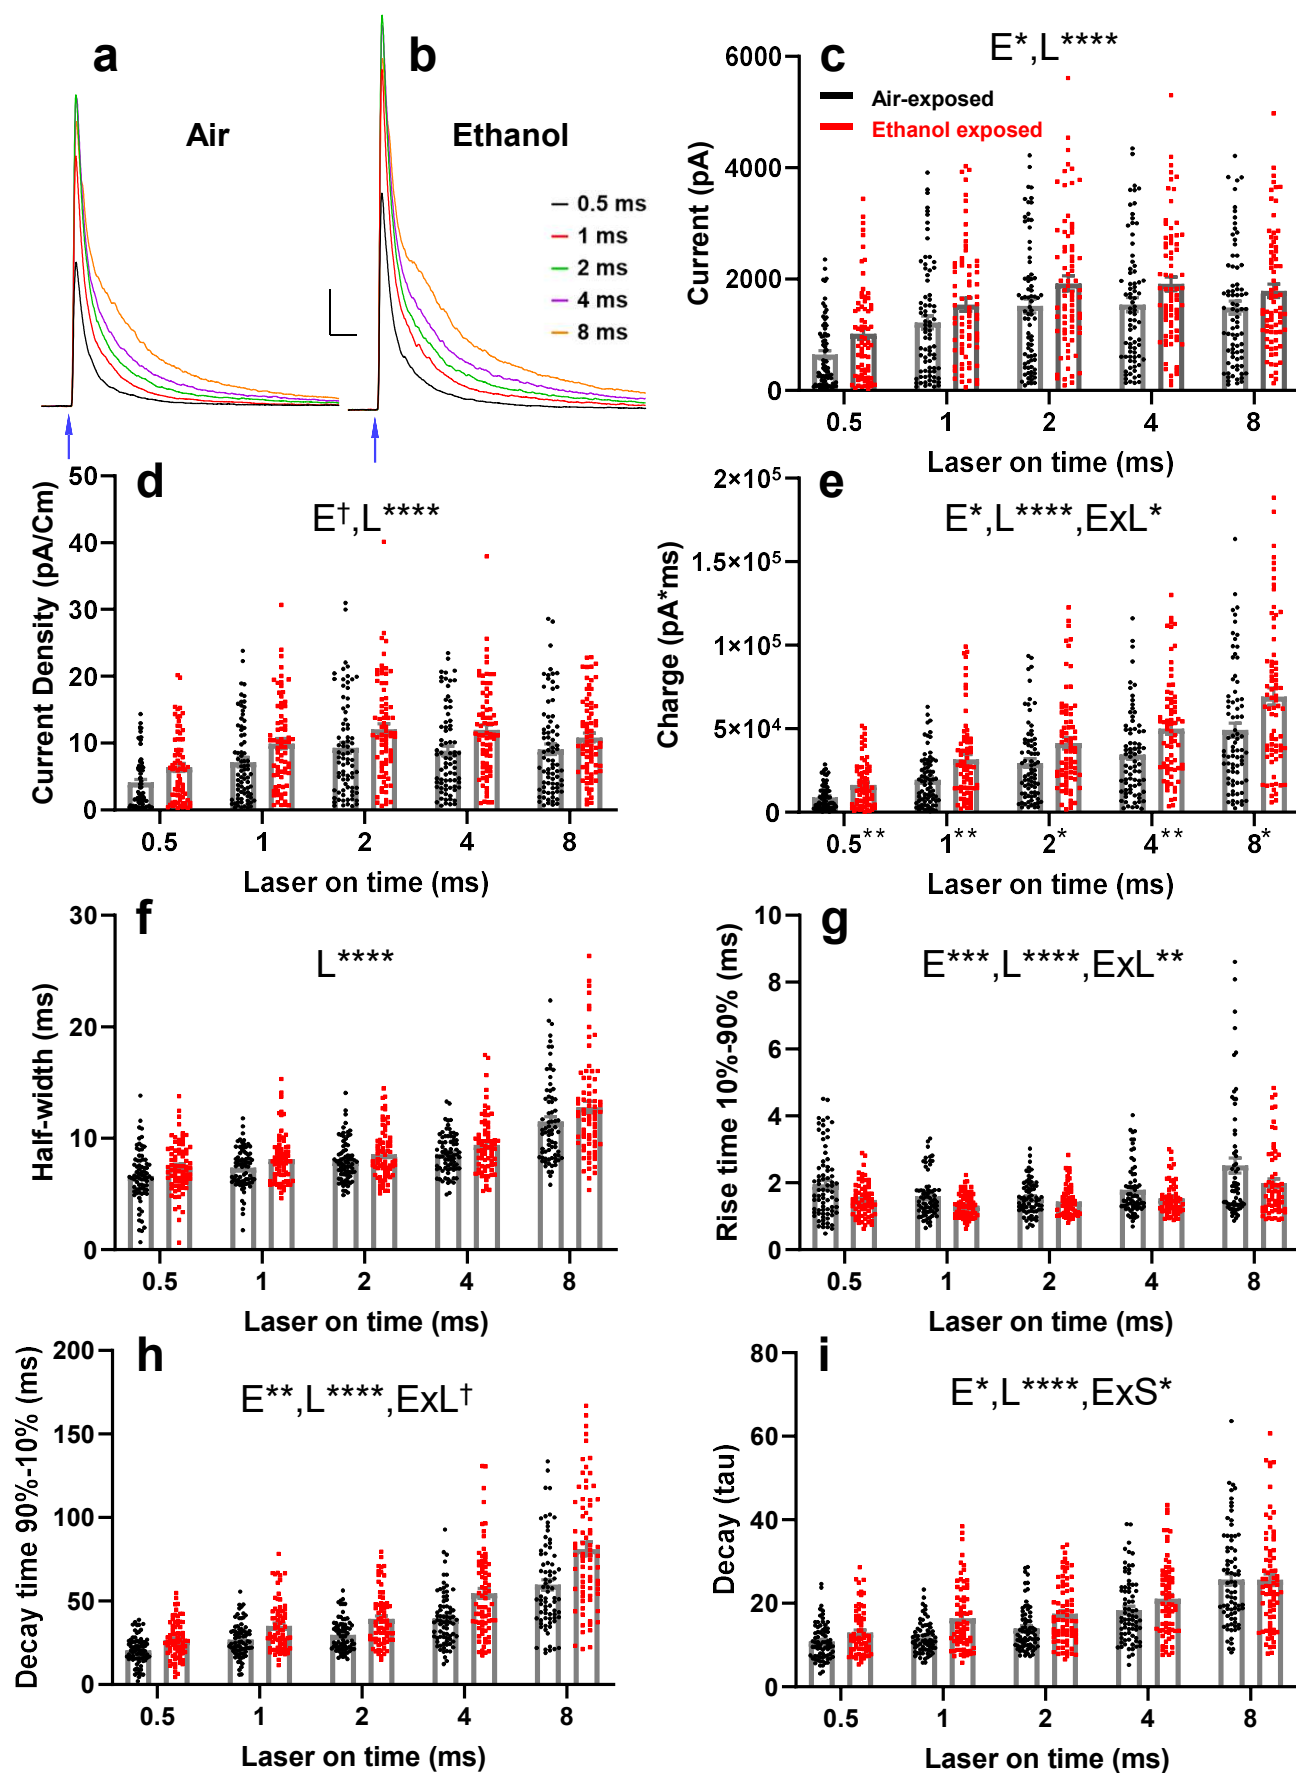 a
Air
b
Ethanol
0.5 ms
1 ms
2 ms
4 ms
8 ms
c
E*,L****
Air-exposed
Ethanol exposed
Current (pA)
6000
4000
2000
0
0.5 1 2 4 8
Laser on time (ms)
d
E†,L****
Current Density (pA/Cm)
50
40
30
20
10
0
0.5 1 2 4 8
Laser on time (ms)
e
E*,L****,ExL*
Charge (pA*ms)
2×10⁵
1.5×10⁵
1×10⁵
5×10⁴
0
0.5** 1** 2* 4** 8*
Laser on time (ms)
f
L****
Half-width (ms)
30
20
10
0
0.5 1 2 4 8
Laser on time (ms)
g
E***,L****,ExL**
Rise time 10%-90% (ms)
10
8
6
4
2
0
0.5 1 2 4 8
Laser on time (ms)
h
E**,L****,ExL†
Decay time 90%-10% (ms)
200
150
100
50
0
0.5 1 2 4 8
Laser on time (ms)
i
E*,L****,ExS*
Decay (tau)
80
60
40
20
0
0.5 1 2 4 8
Laser on time (ms)